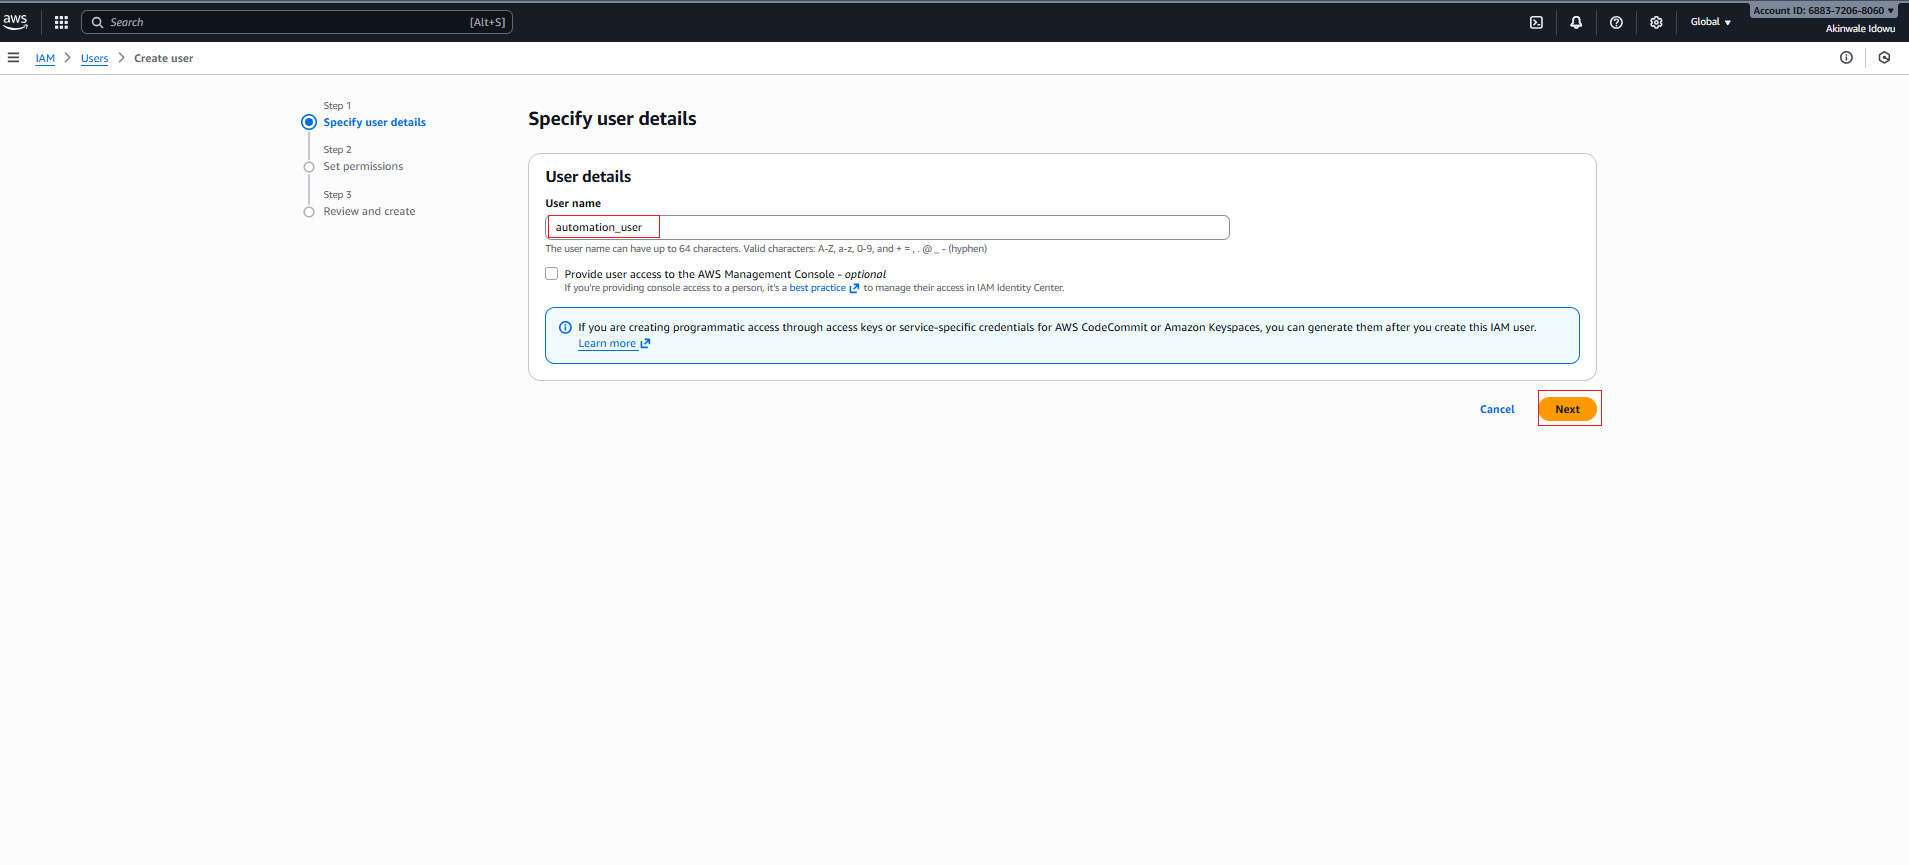 aws
Search
[Alt+S]
Global
Account ID: 6883-7206-8060
Akinwale Idowu
IAM
Users
Create user
Step 1
Specify user details
Step 2
Set permissions
Step 3
Review and create
Specify user details
User details
User name
automation_user
The user name can have up to 64 characters. Valid characters: A-Z, a-z, 0-9, and + = , . @ _ - (hyphen)
Provide user access to the AWS Management Console - optional
If you're providing console access to a person, it's a best practice to manage their access in IAM Identity Center.
If you are creating programmatic access through access keys or service-specific credentials for AWS CodeCommit or Amazon Keyspaces, you can generate them after you create this IAM user.
Learn more
Cancel
Next